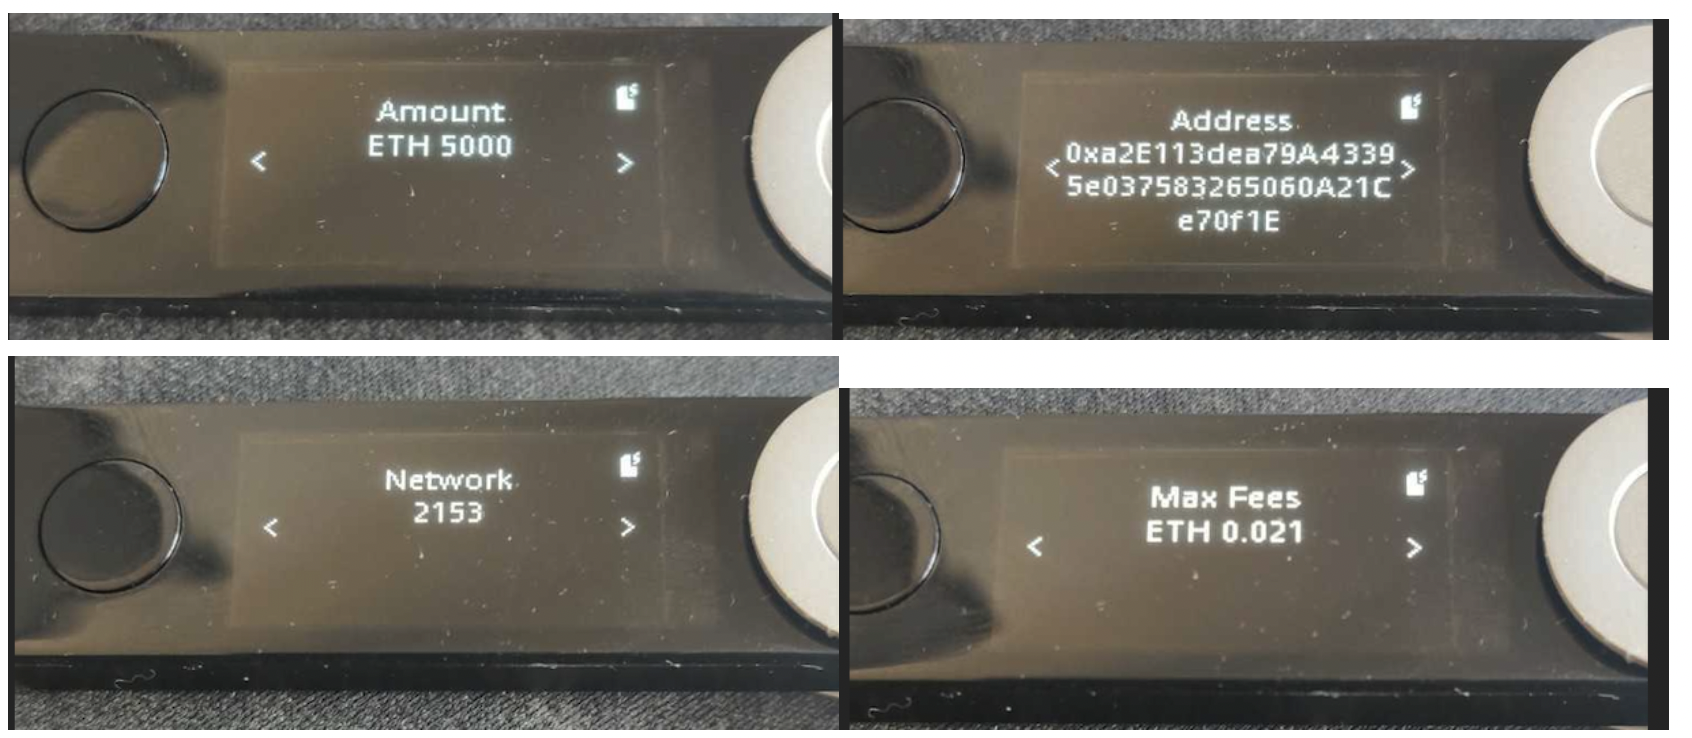 Amount
ETH 5000
Address
0xa2E113dea79A4339
5e037583265060A21C
e70f1E
Network
2153
Max Fees
ETH 0.021